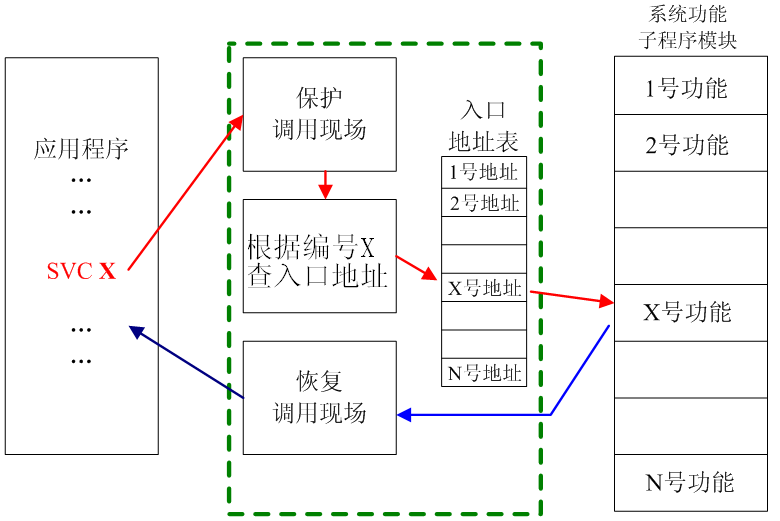 应用程序
...
...
SVC X
...
...
保护
调用现场
根据编号X
查入口地址
恢复
调用现场
入口
地址表
1号地址
2号地址
X号地址
N号地址
系统功能
子程序模块
1号功能
2号功能
X号功能
N号功能